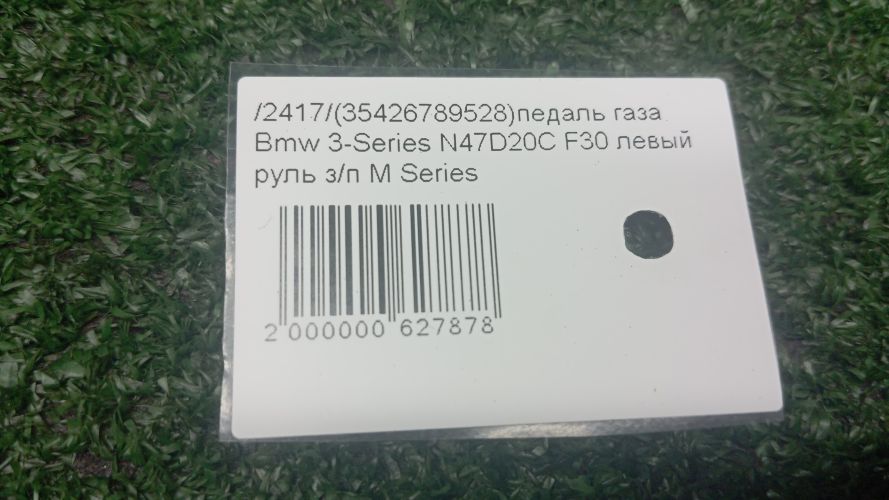 /2417/(35426789528)педаль газа
Bmw 3-Series N47D20C F30 левый
руль з/п M Series
2 000000 627878